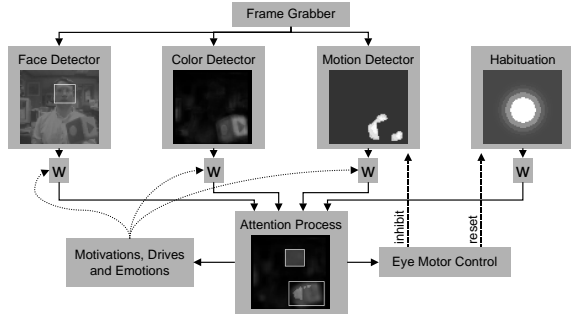 Frame Grabber
Face Detector
Color Detector
Motion Detector
Habituation
W
W
W
W
inhibit
reset
Attention Process
Motivations, Drives
and Emotions
Eye Motor Control